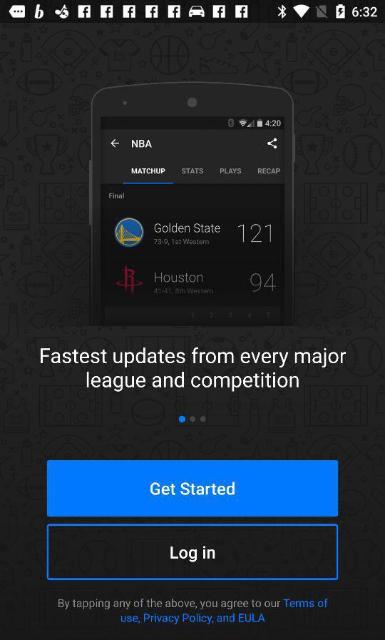 6:32
4:20
NBA
MATCHUP STATS PLAYS RECAP
Final
Golden State 121
73-9, 1st Western
Houston 94
41-41, 8th Western
1 2 3 4 5
Fastest updates from every major
league and competition
Get Started
Log in
By tapping any of the above, you agree to our Terms of
use, Privacy Policy, and EULA